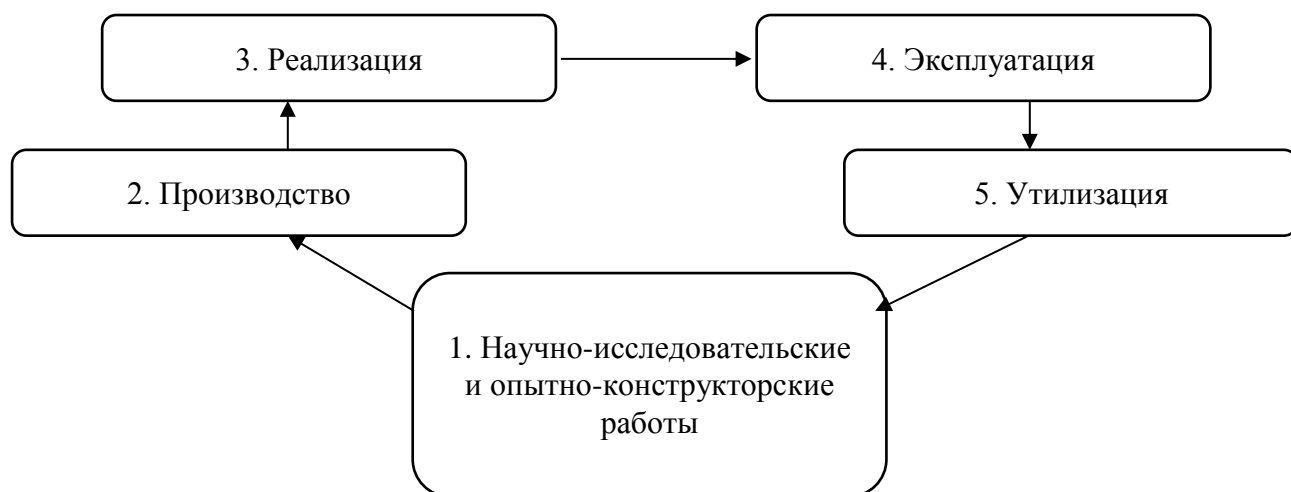 3. Реализация
4. Эксплуатация
2. Производство
5. Утилизация
1. Научно-исследовательские
и опытно-конструкторские
работы